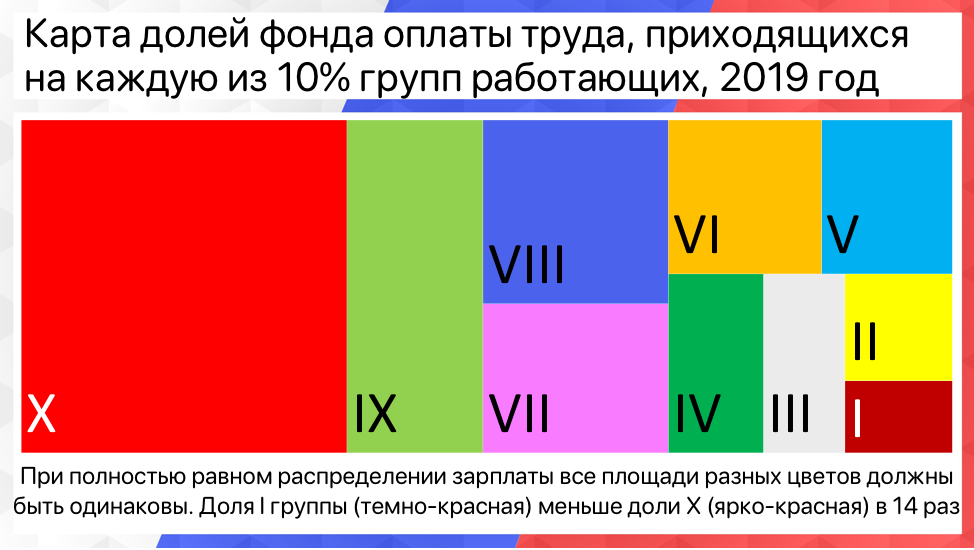 Карта долей фонда оплаты труда, приходящихся
на каждую из 10% групп работающих, 2019 год
VI
V
VIII
II
X
IX
VII
IV
III
I
При полностью равном распределении зарплаты все площади разных цветов должны
быть одинаковы. Доля I группы (темно-красная) меньше доли X (ярко-красная) в 14 раз